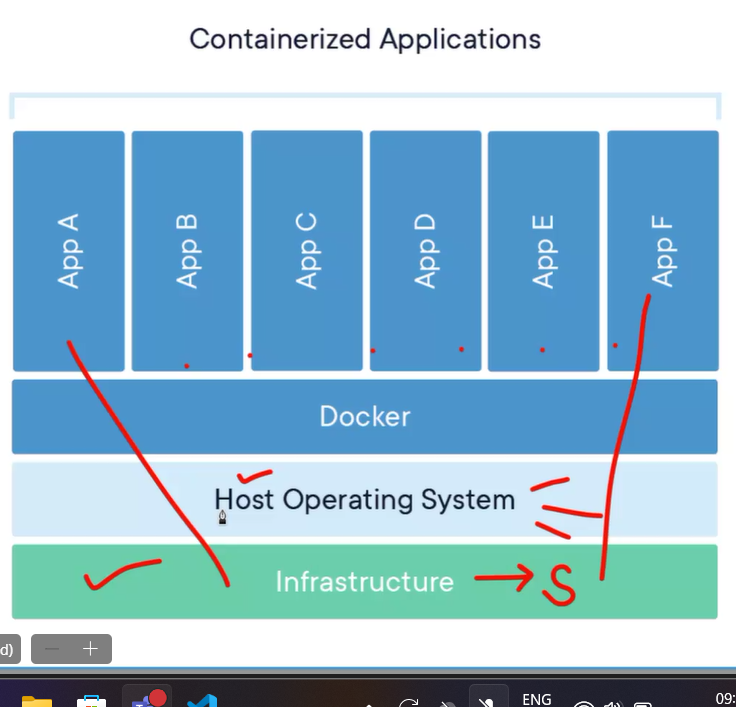 Containerized Applications
App A
App B
App C
App D
App E
App F
Docker
Host Operating System
Infrastructure → S
d)
ENG
09: